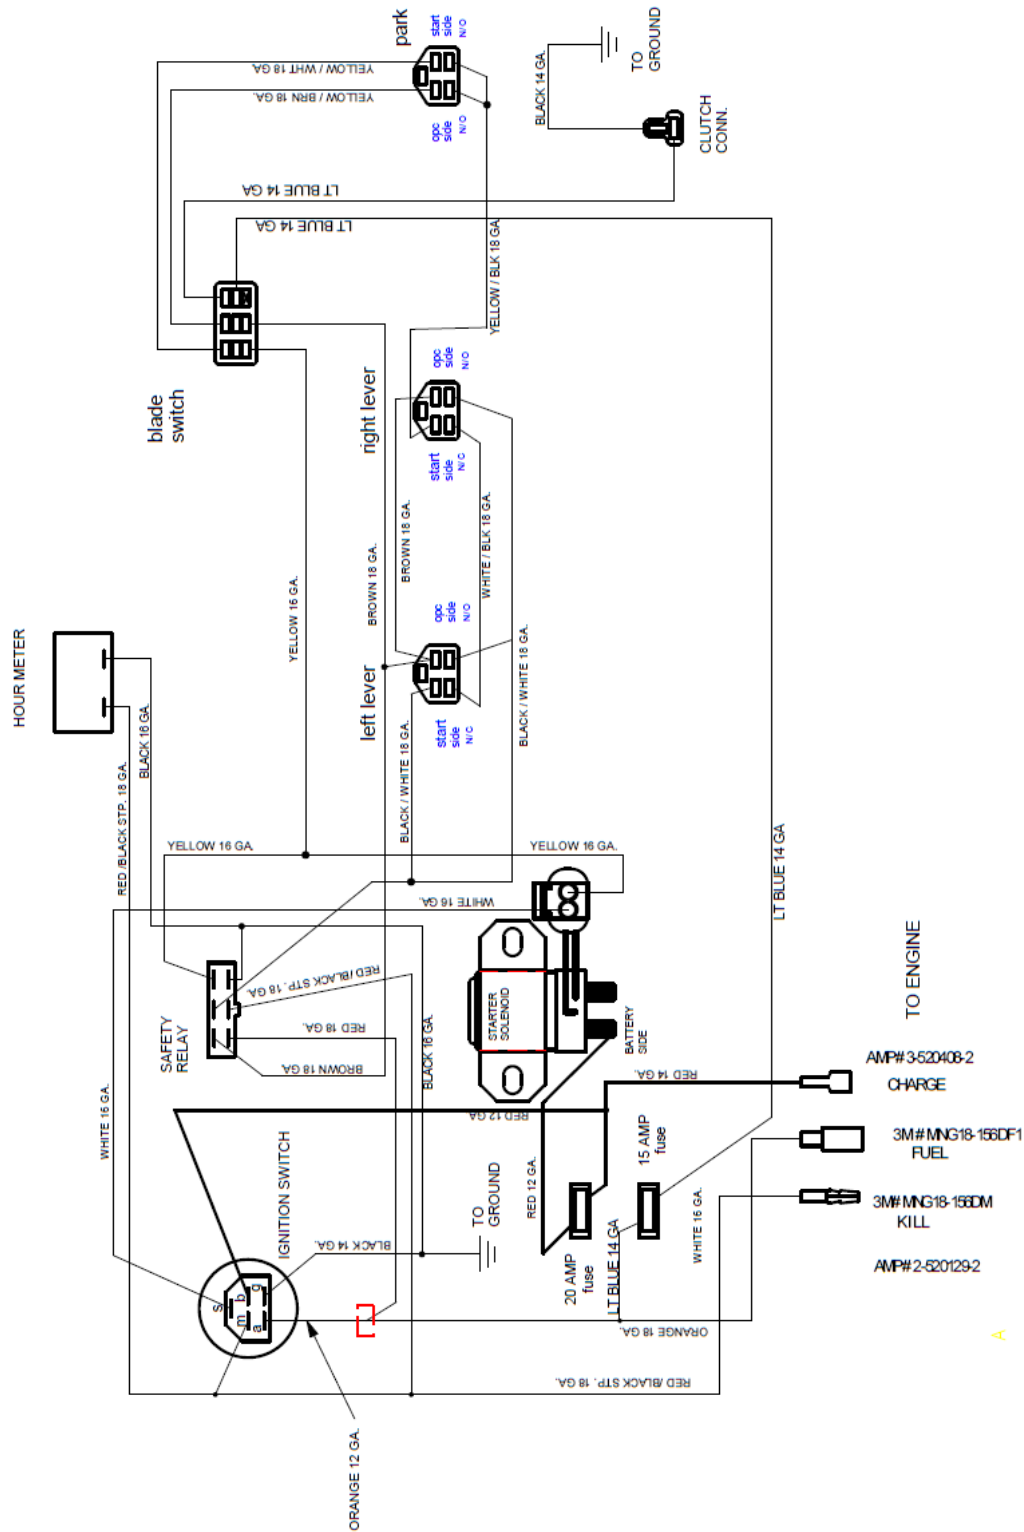 park
start
side
N/O
YELLOW / WHT 18 GA.
YELLOW / BRN 18 GA.
opc
side
N/O
BLACK 14 GA.
TO
GROUND
CLUTCH
CONN.
LT BLUE 14 GA
LT BLUE 14 GA
YELLOW / BLK 18 GA.
blade
switch
right lever
opc
side
N/O
start
side
N/C
BROWN 18 GA.
BROWN 18 GA.
WHITE / BLK 18 GA.
YELLOW 16 GA.
opc
side
N/O
left lever
start
side
N/C
BLACK / WHITE 18 GA.
BLACK / WHITE 18 GA.
HOUR METER
BLACK 16 GA.
RED /BLACK STP. 18 GA.
YELLOW 16 GA.
YELLOW 16 GA.
WHITE 16 GA.
LT BLUE 14 GA
SAFETY
RELAY
RED /BLACK STP. 18 GA.
RED 18 GA.
BROWN 18 GA.
BLACK 16 GA.
STARTER
SOLENOID
BATTERY
SIDE
RED 14 GA.
RED 12 GA
WHITE 16 GA.
IGNITION SWITCH
TO
GROUND
BLACK 14 GA.
RED 12 GA.
15 AMP
fuse
20 AMP
fuse
LT BLUE 14 GA
WHITE 16 GA.
s
b
g
m
a
ORANGE 18 GA.
RED /BLACK STP. 18 GA.
ORANGE 12 GA.
TO ENGINE
AMP# 3-520408-2
CHARGE
3M # MNG18-156DF1
FUEL
3M# MNG18-156DM
KILL
AMP# 2-520129-2
A